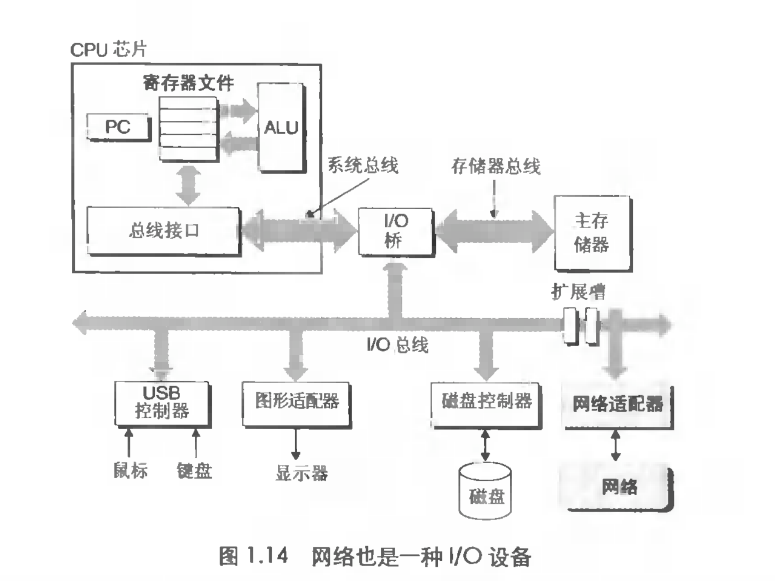 CPU 芯片
寄存器文件
PC
ALU
系统总线
存储器总线
总线接口
I/O
桥
主存
储器
扩展槽
I/O 总线
USB
控制器
图形适配器
磁盘控制器
网络适配器
鼠标
键盘
显示器
磁盘
网络
图 1.14 网络也是一种 I/O 设备